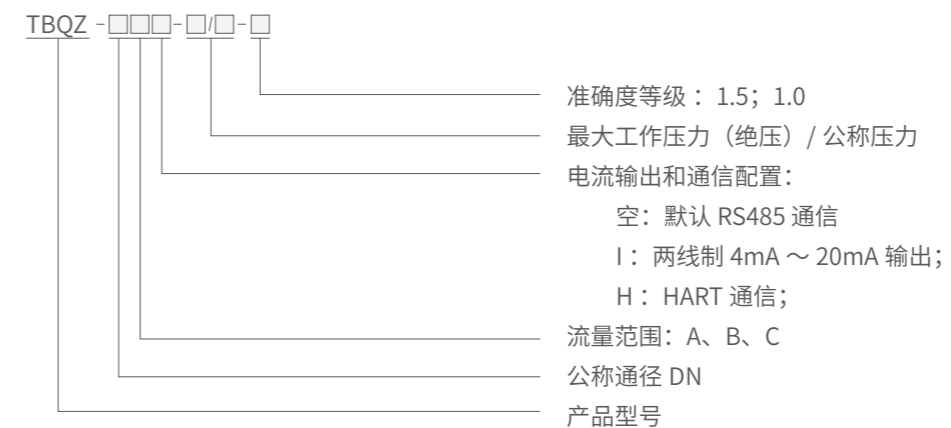 TBQZ -□□□-□/□-□
准确度等级 ：1.5；1.0
最大工作压力（绝压）/ 公称压力
电流输出和通信配置：
空：默认 RS485 通信
I ：两线制 4mA ～ 20mA 输出；
H ：HART 通信；
流量范围：A、B、C
公称通径 DN
产品型号